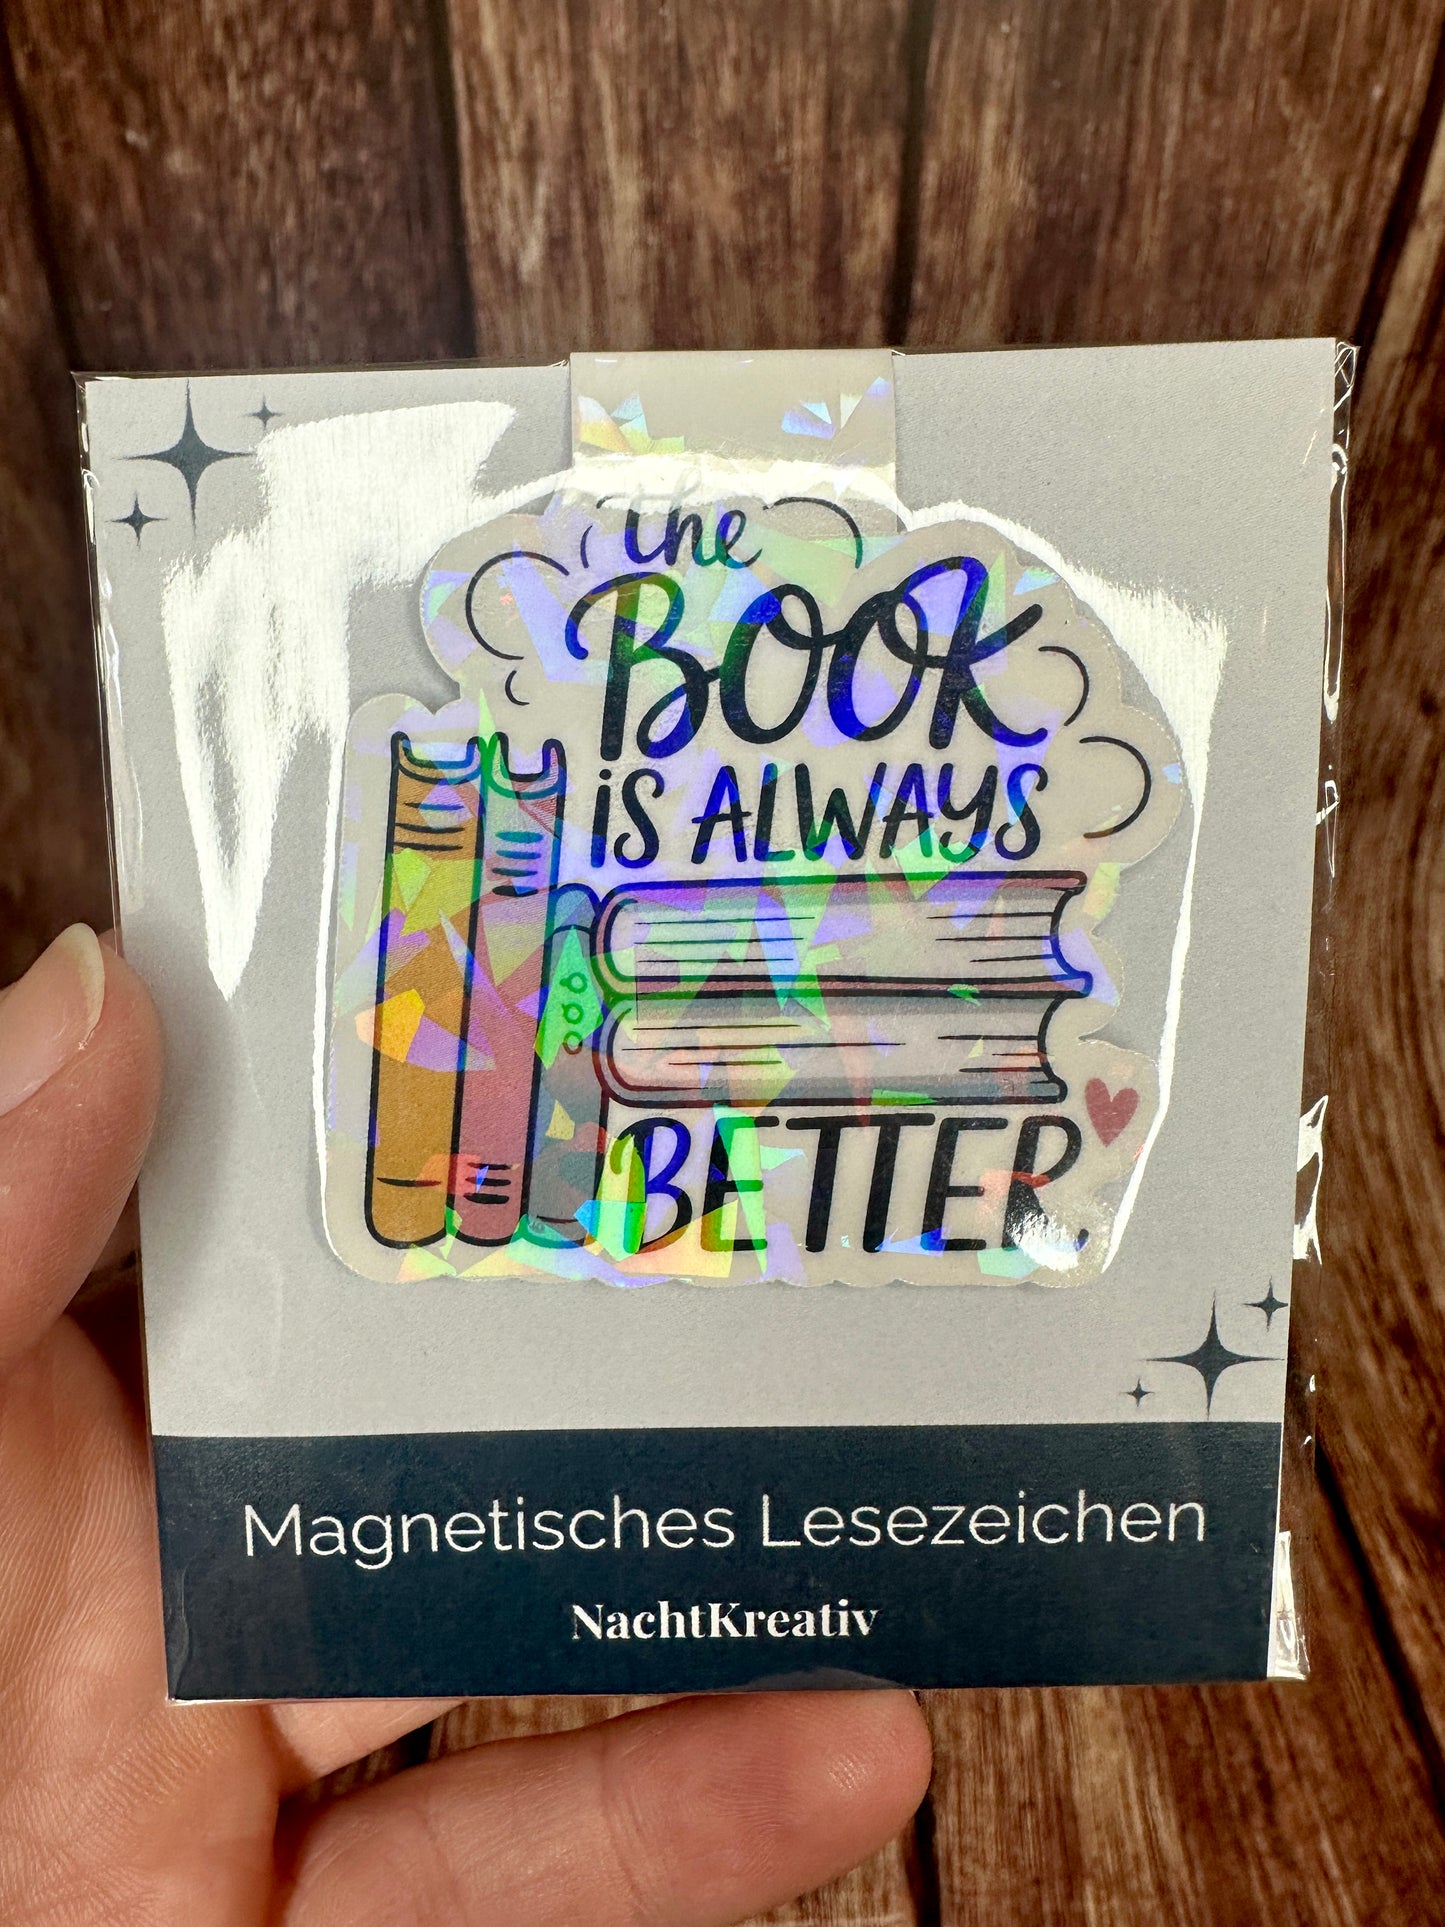 the
BOOK
is ALWAYS
BETTER
Magnetisches Lesezeichen
NachtKreativ